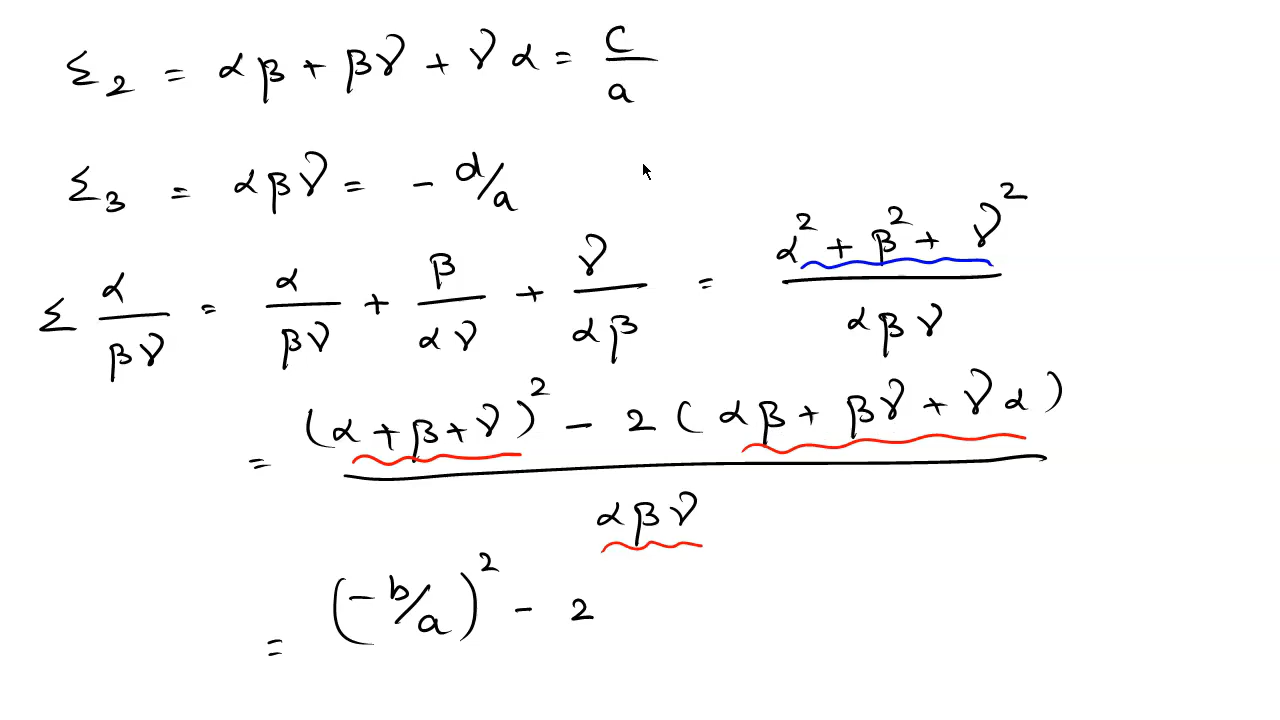 Σ₂ = αβ + βγ + γα = c/a
Σ₃ = αβγ = - d/a
Σ α/βγ = α/βγ + β/αγ + γ/αβ = (α² + β² + γ²)/αβγ
= ((α + β + γ)² - 2(αβ + βγ + γα))/αβγ
= (-b/a)² - 2